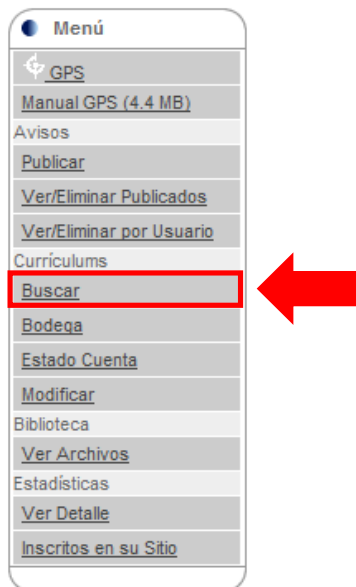 Menú
GPS
Manual GPS (4.4 MB)
Avisos
Publicar
Ver/Eliminar Publicados
Ver/Eliminar por Usuario
Currículums
Buscar
Bodega
Estado Cuenta
Modificar
Biblioteca
Ver Archivos
Estadísticas
Ver Detalle
Inscritos en su Sitio